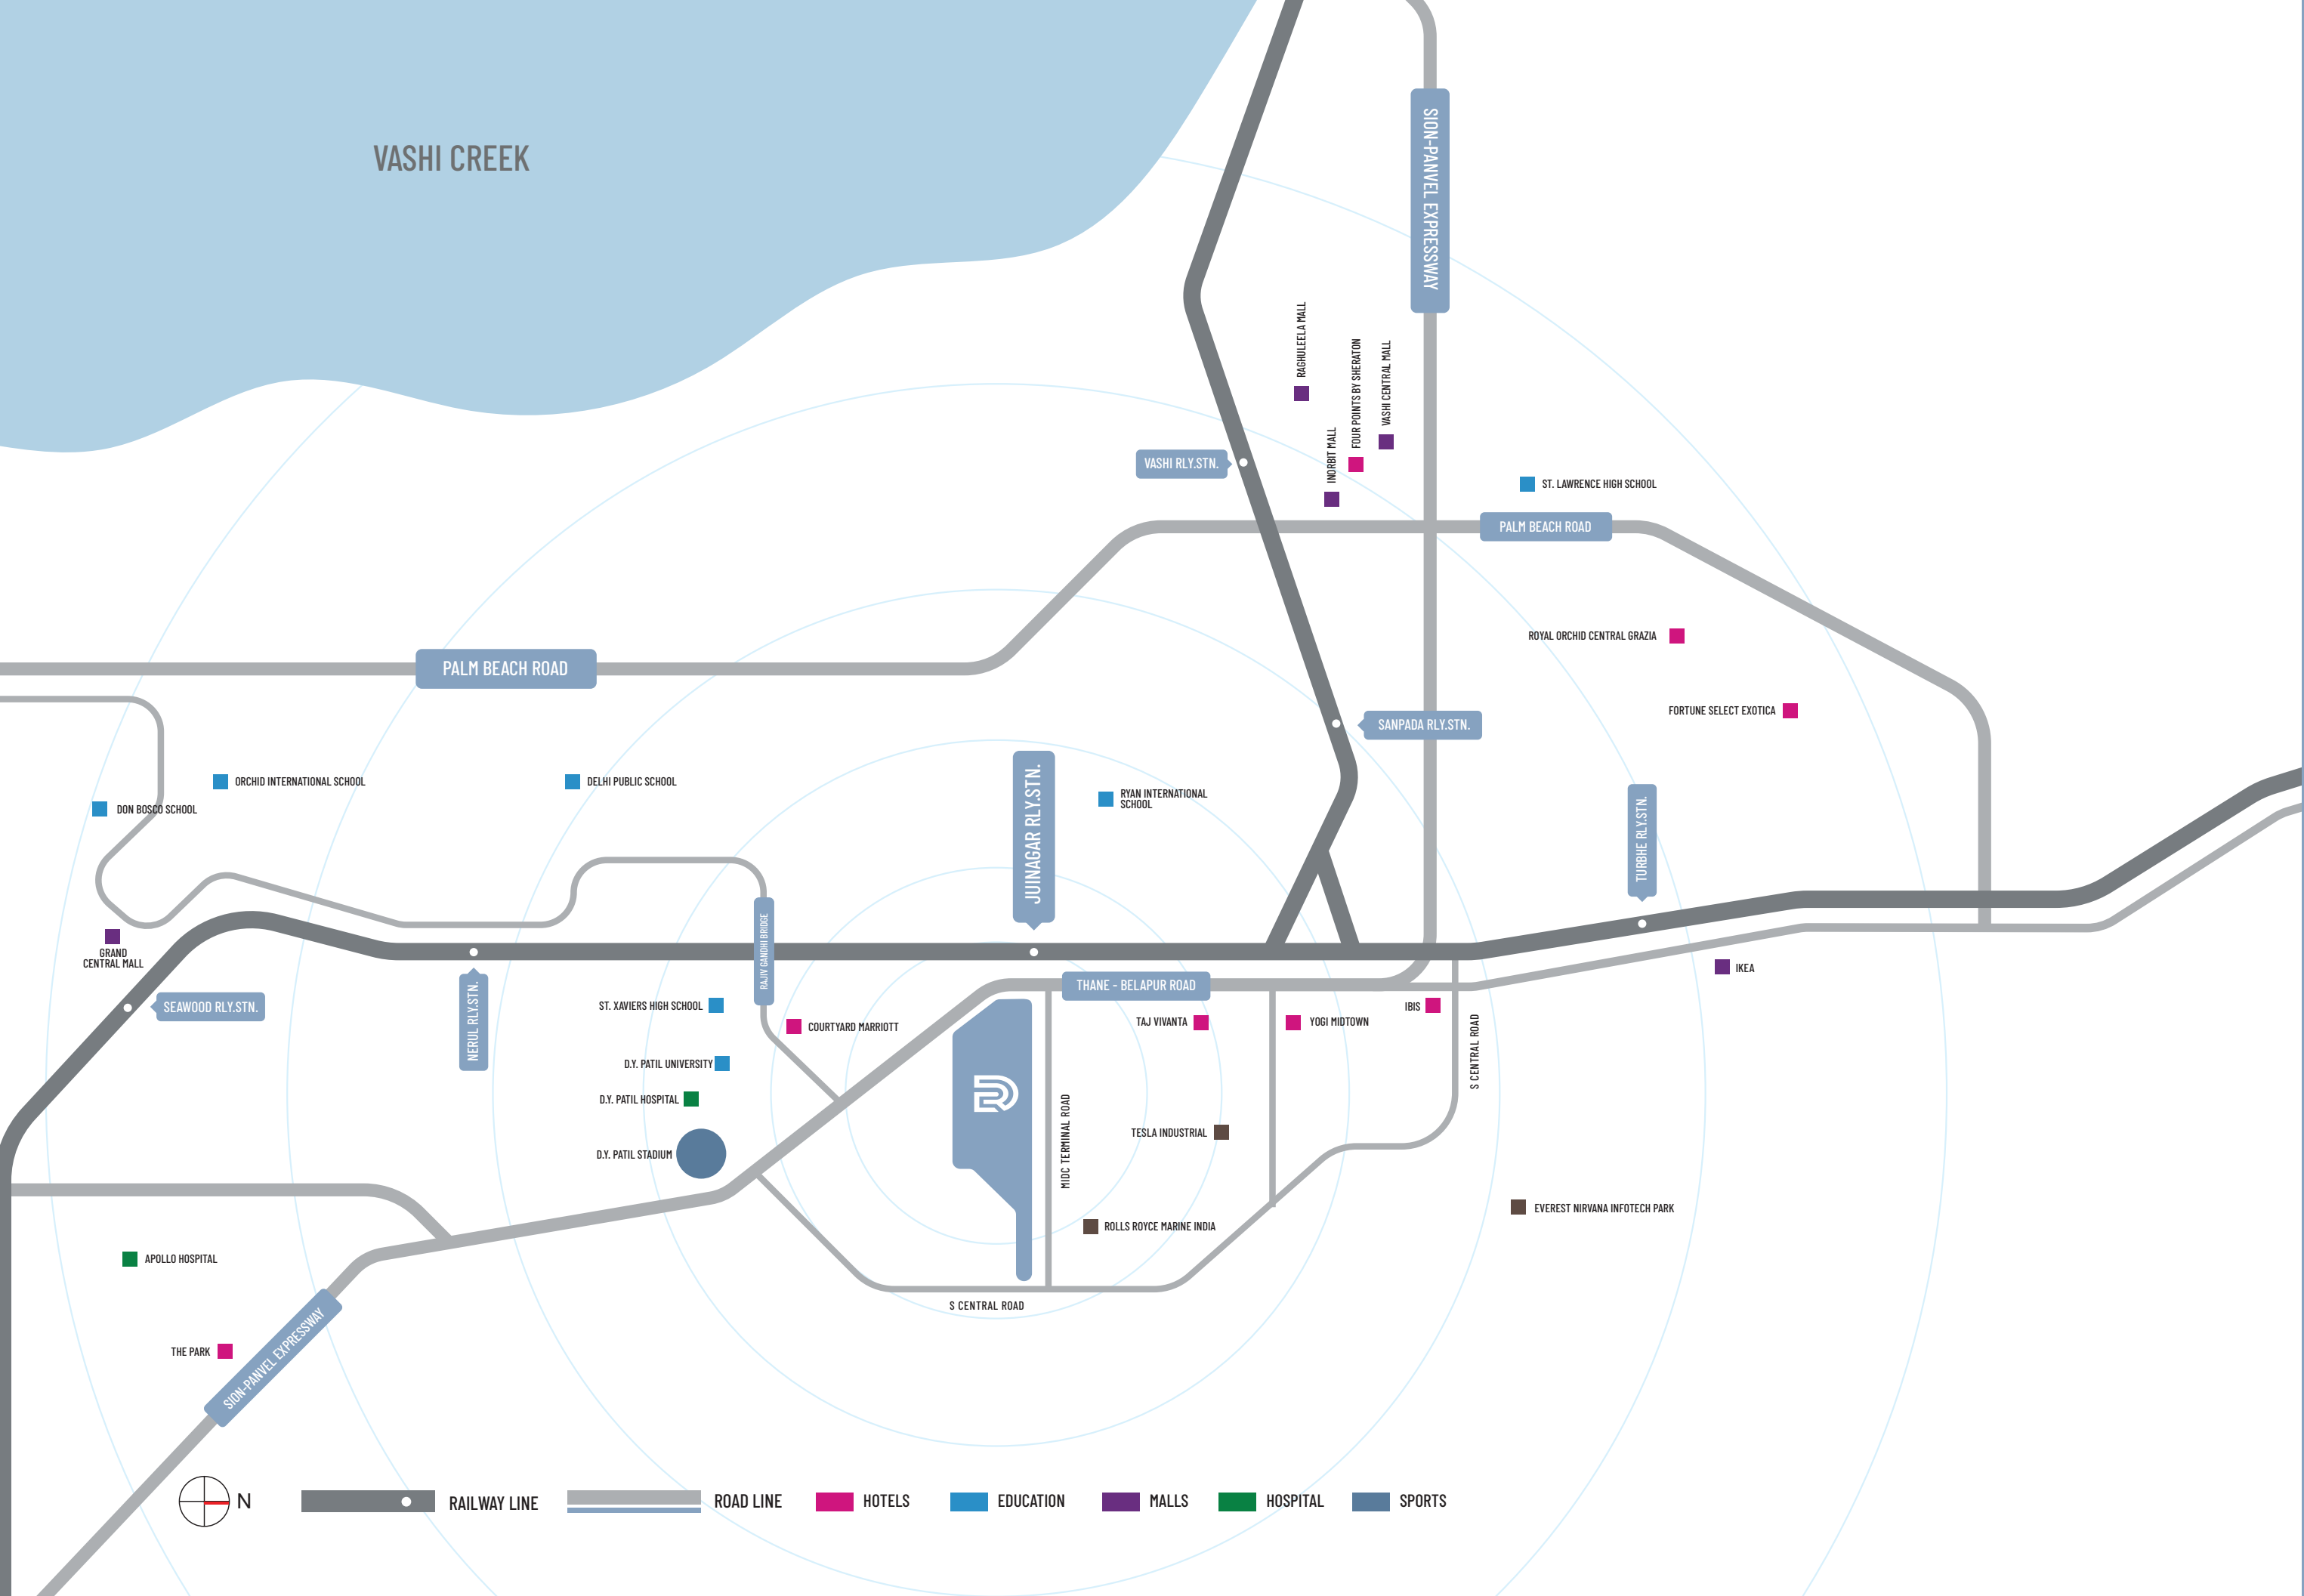 VASHI CREEK
SION-PANVEL EXPRESSWAY
RAGHULEELA MALL
FOUR POINTS BY SHERATON
VASHI CENTRAL MALL
INORBIT MALL
VASHI RLY.STN.
ST. LAWRENCE HIGH SCHOOL
PALM BEACH ROAD
ROYAL ORCHID CENTRAL GRAZIA
PALM BEACH ROAD
FORTUNE SELECT EXOTICA
SANPADA RLY.STN.
ORCHID INTERNATIONAL SCHOOL
DELHI PUBLIC SCHOOL
DON BOSCO SCHOOL
JUINAGAR RLY.STN.
RYAN INTERNATIONAL
SCHOOL
TURBHE RLY.STN.
RAJIV GANDHI BRIDGE
GRAND
CENTRAL MALL
IKEA
THANE - BELAPUR ROAD
SEAWOOD RLY.STN.
NERUL RLY.STN.
ST. XAVIERS HIGH SCHOOL
COURTYARD MARRIOTT
TAJ VIVANTA
YOGI MIDTOWN
IBIS
S CENTRAL ROAD
D.Y. PATIL UNIVERSITY
D.Y. PATIL HOSPITAL
MIDC TERMINAL ROAD
TESLA INDUSTRIAL
D.Y. PATIL STADIUM
EVEREST NIRVANA INFOTECH PARK
ROLLS ROYCE MARINE INDIA
APOLLO HOSPITAL
S CENTRAL ROAD
THE PARK
SION-PANVEL EXPRESSWAY
N
RAILWAY LINE
ROAD LINE
HOTELS
EDUCATION
MALLS
HOSPITAL
SPORTS